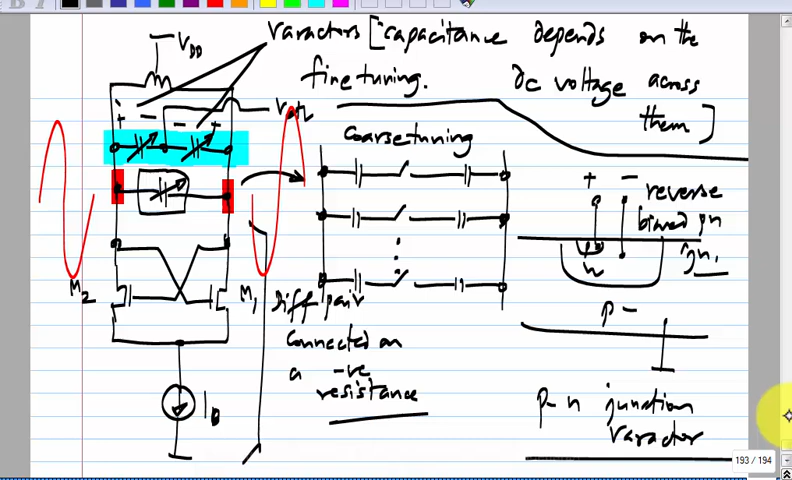 VDD
Varactors [capacitance depends on the
fine tuning. dc voltage across
them]
Coarse tuning
+ - - +
+ -
reverse
biased pn
jn.
n
p-
M2
M1
I0
diff pair
connected as
a -ve
resistance
p-n junction
varactor
193 / 194